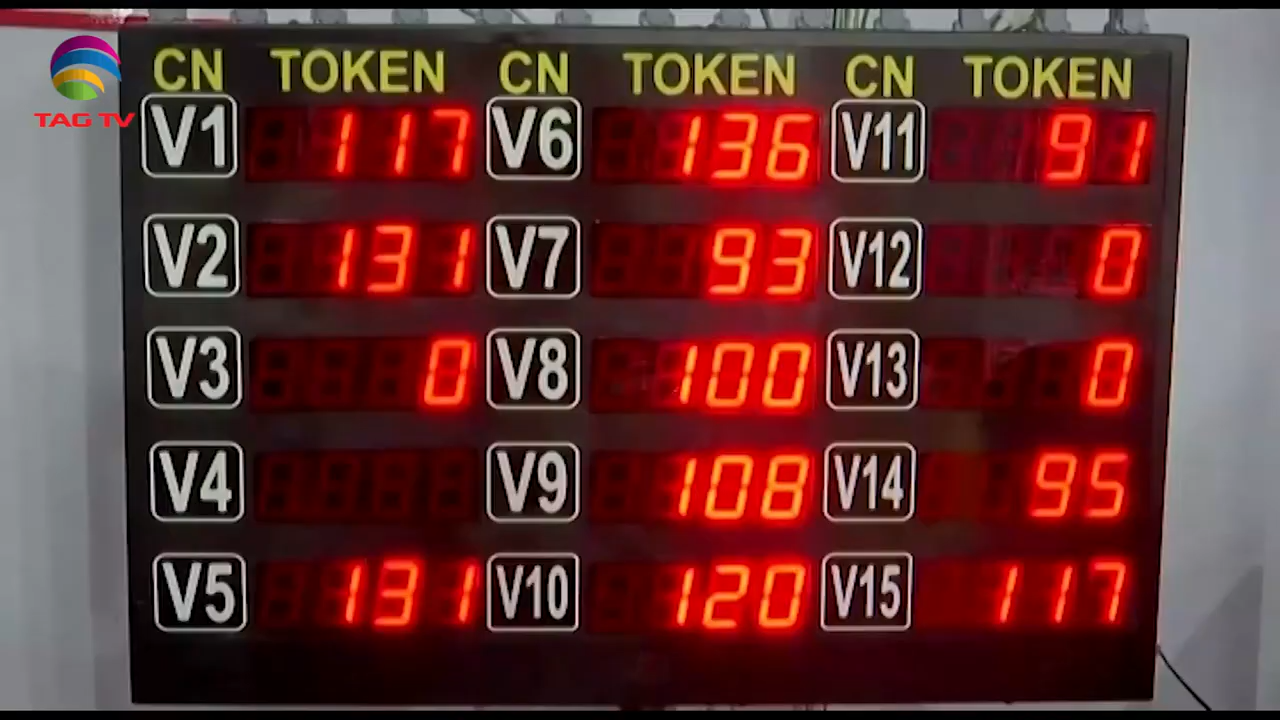 TAG TV
CN TOKEN CN TOKEN CN TOKEN
V1 117 V6 136 V11 91
V2 131 V7 93 V12 0
V3 0 V8 100 V13 0
V4 V9 108 V14 95
V5 131 V10 120 V15 117